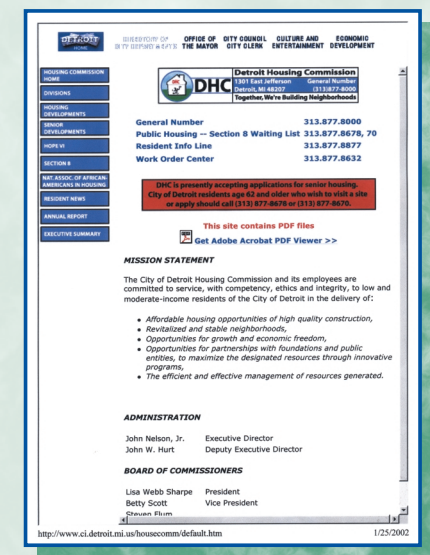 DETROIT
HOME
DIRECTORY OF OFFICE OF CITY COUNCIL CULTURE AND ECONOMIC
THE MAYOR CITY CLERK ENTERTAINMENT DEVELOPMENT
HOUSING COMMISSION
HOME
DIVISIONS
HOUSING
DEVELOPMENTS
SENIOR
DEVELOPMENTS
HOPE VI
SECTION 8
NAT. ASSOC. OF AFRICAN-
AMERICANS IN HOUSING
RESIDENT NEWS
ANNUAL REPORT
EXECUTIVE SUMMARY
DHC
Detroit Housing Commission
1301 East Jefferson General Number
Detroit, MI 48207 (313)877-8000
Together, We're Building Neighborhoods
General Number 313.877.8000
Public Housing -- Section 8 Waiting List 313.877.8678, 70
Resident Info Line 313.877.8877
Work Order Center 313.877.8632
DHC is presently accepting applications for senior housing.
City of Detroit residents age 62 and older who wish to visit a site
or apply should call (313) 877-8678 or (313) 877-8670.
This site contains PDF files
Get Adobe Acrobat PDF Viewer >>
MISSION STATEMENT
The City of Detroit Housing Commission and its employees are
committed to service, with competency, ethics and integrity, to low and
moderate-income residents of the City of Detroit in the delivery of:
• Affordable housing opportunities of high quality construction,
• Revitalized and stable neighborhoods,
• Opportunities for growth and economic freedom,
• Opportunities for partnerships with foundations and public
entities, to maximize the designated resources through innovative
programs,
• The efficient and effective management of resources generated.
ADMINISTRATION
John Nelson, Jr. Executive Director
John W. Hurt Deputy Executive Director
BOARD OF COMMISSIONERS
Lisa Webb Sharpe President
Betty Scott Vice President
Steven Flum
http://www.ci.detroit.mi.us/housecomm/default.htm 1/25/2002